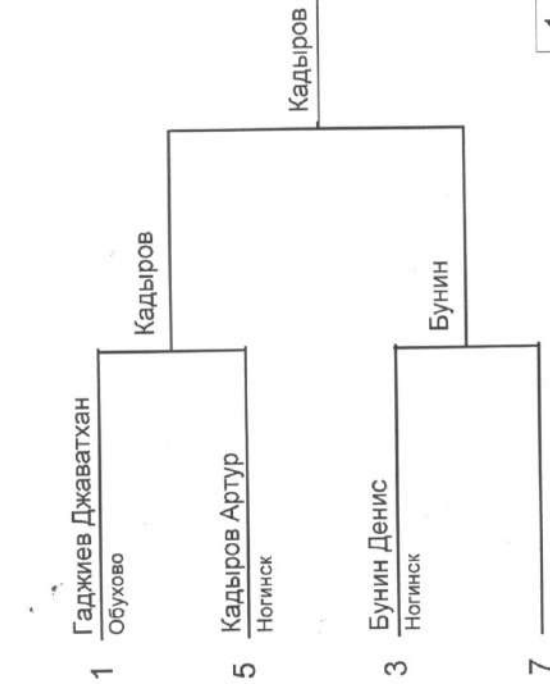 1
Гаджиев Джаватхан
Обухово
Кадыров
5
Кадыров Артур
Ногинск
Кадыров
3
Бунин Денис
Ногинск
Бунин
7